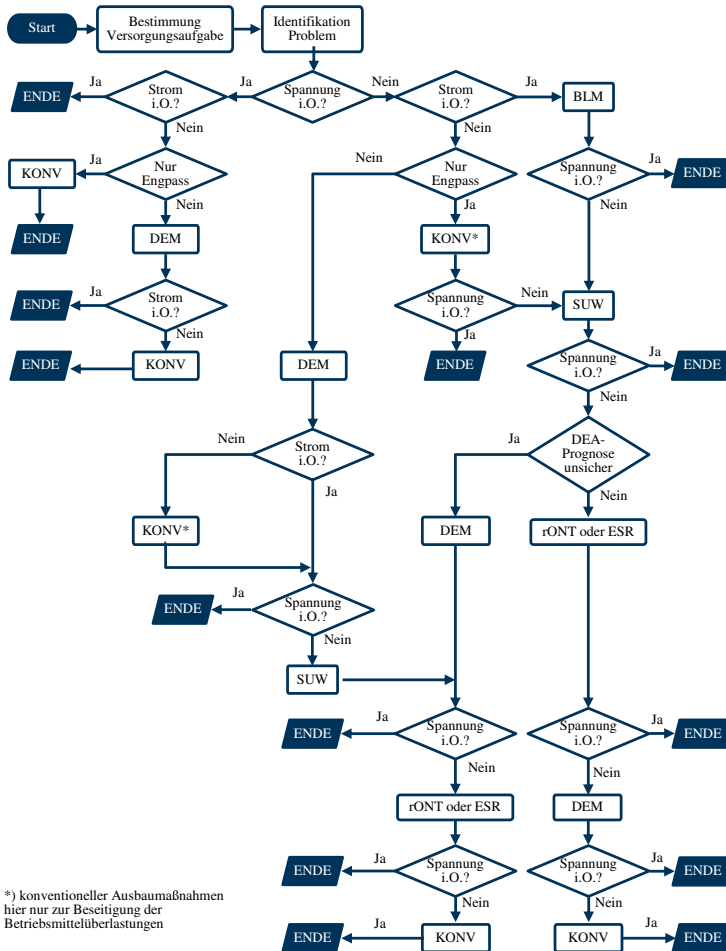 Start
Bestimmung
Versorgungsaufgabe
Identifikation
Problem
ENDE
Ja
Strom
i.O.?
Ja
Spannung
i.O.?
Nein
Strom
i.O.?
Ja
BLM
Nein
Nein
KONV
Ja
Nur
Engpass
Nein
Nur
Engpass
Spannung
i.O.?
Ja
ENDE
Nein
Ja
Nein
ENDE
DEM
KONV*
ENDE
Ja
Strom
i.O.?
Spannung
i.O.?
Nein
SUW
Nein
Ja
ENDE
KONV
DEM
ENDE
Spannung
i.O.?
Ja
ENDE
Nein
Nein
Strom
i.O.?
Ja
DEA-
Prognose
unsicher
Ja
Nein
KONV*
DEM
rONT oder ESR
ENDE
Ja
Spannung
i.O.?
Nein
SUW
ENDE
Ja
Spannung
i.O.?
Spannung
i.O.?
Ja
ENDE
Nein
Nein
rONT oder ESR
DEM
ENDE
Ja
Spannung
i.O.?
Spannung
i.O.?
Ja
ENDE
Nein
Nein
ENDE
Ja
KONV
KONV
Ja
ENDE
*) konventioneller Ausbaumaßnahmen
hier nur zur Beseitigung der
Betriebsmittelüberlastungen